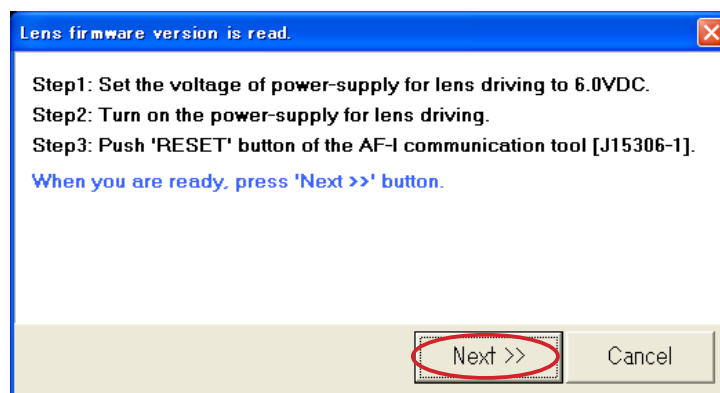 Lens firmware version is read.
Step1: Set the voltage of power-supply for lens driving to 6.0VDC.
Step2: Turn on the power-supply for lens driving.
Step3: Push 'RESET' button of the AF-I communication tool [J15306-1].
When you are ready, press 'Next >>' button.
Next >> Cancel